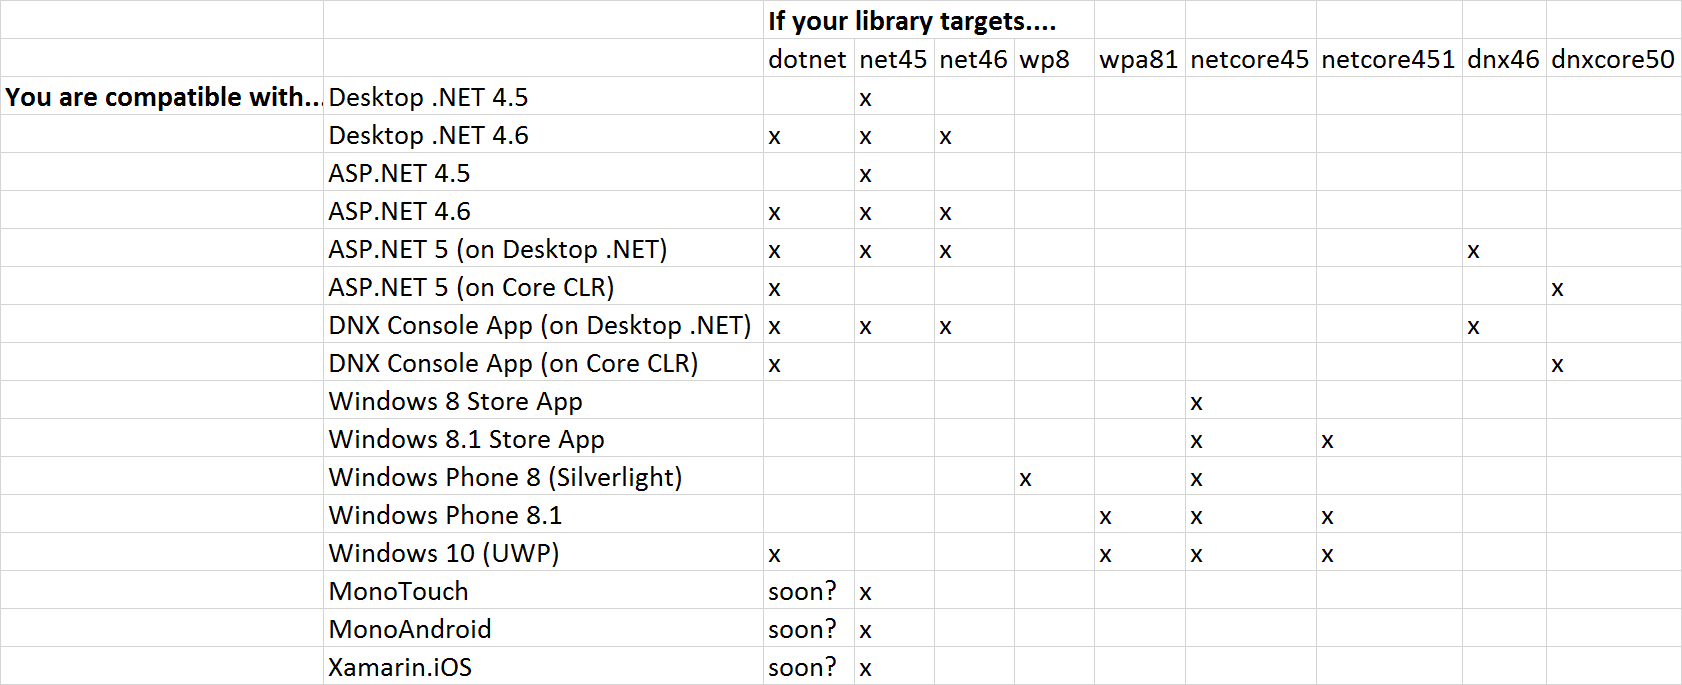 If your library targets....
dotnet net45 net46 wp8 wpa81 netcore45 netcore451 dnx46 dnxcore50
You are compatible with... Desktop .NET 4.5 x
Desktop .NET 4.6 x x x
ASP.NET 4.5 x
ASP.NET 4.6 x x x
ASP.NET 5 (on Desktop .NET) x x x x
ASP.NET 5 (on Core CLR) x x
DNX Console App (on Desktop .NET) x x x x
DNX Console App (on Core CLR) x x
Windows 8 Store App x
Windows 8.1 Store App x x
Windows Phone 8 (Silverlight) x x
Windows Phone 8.1 x x x
Windows 10 (UWP) x x x x
MonoTouch soon? x
MonoAndroid soon? x
Xamarin.iOS soon? x